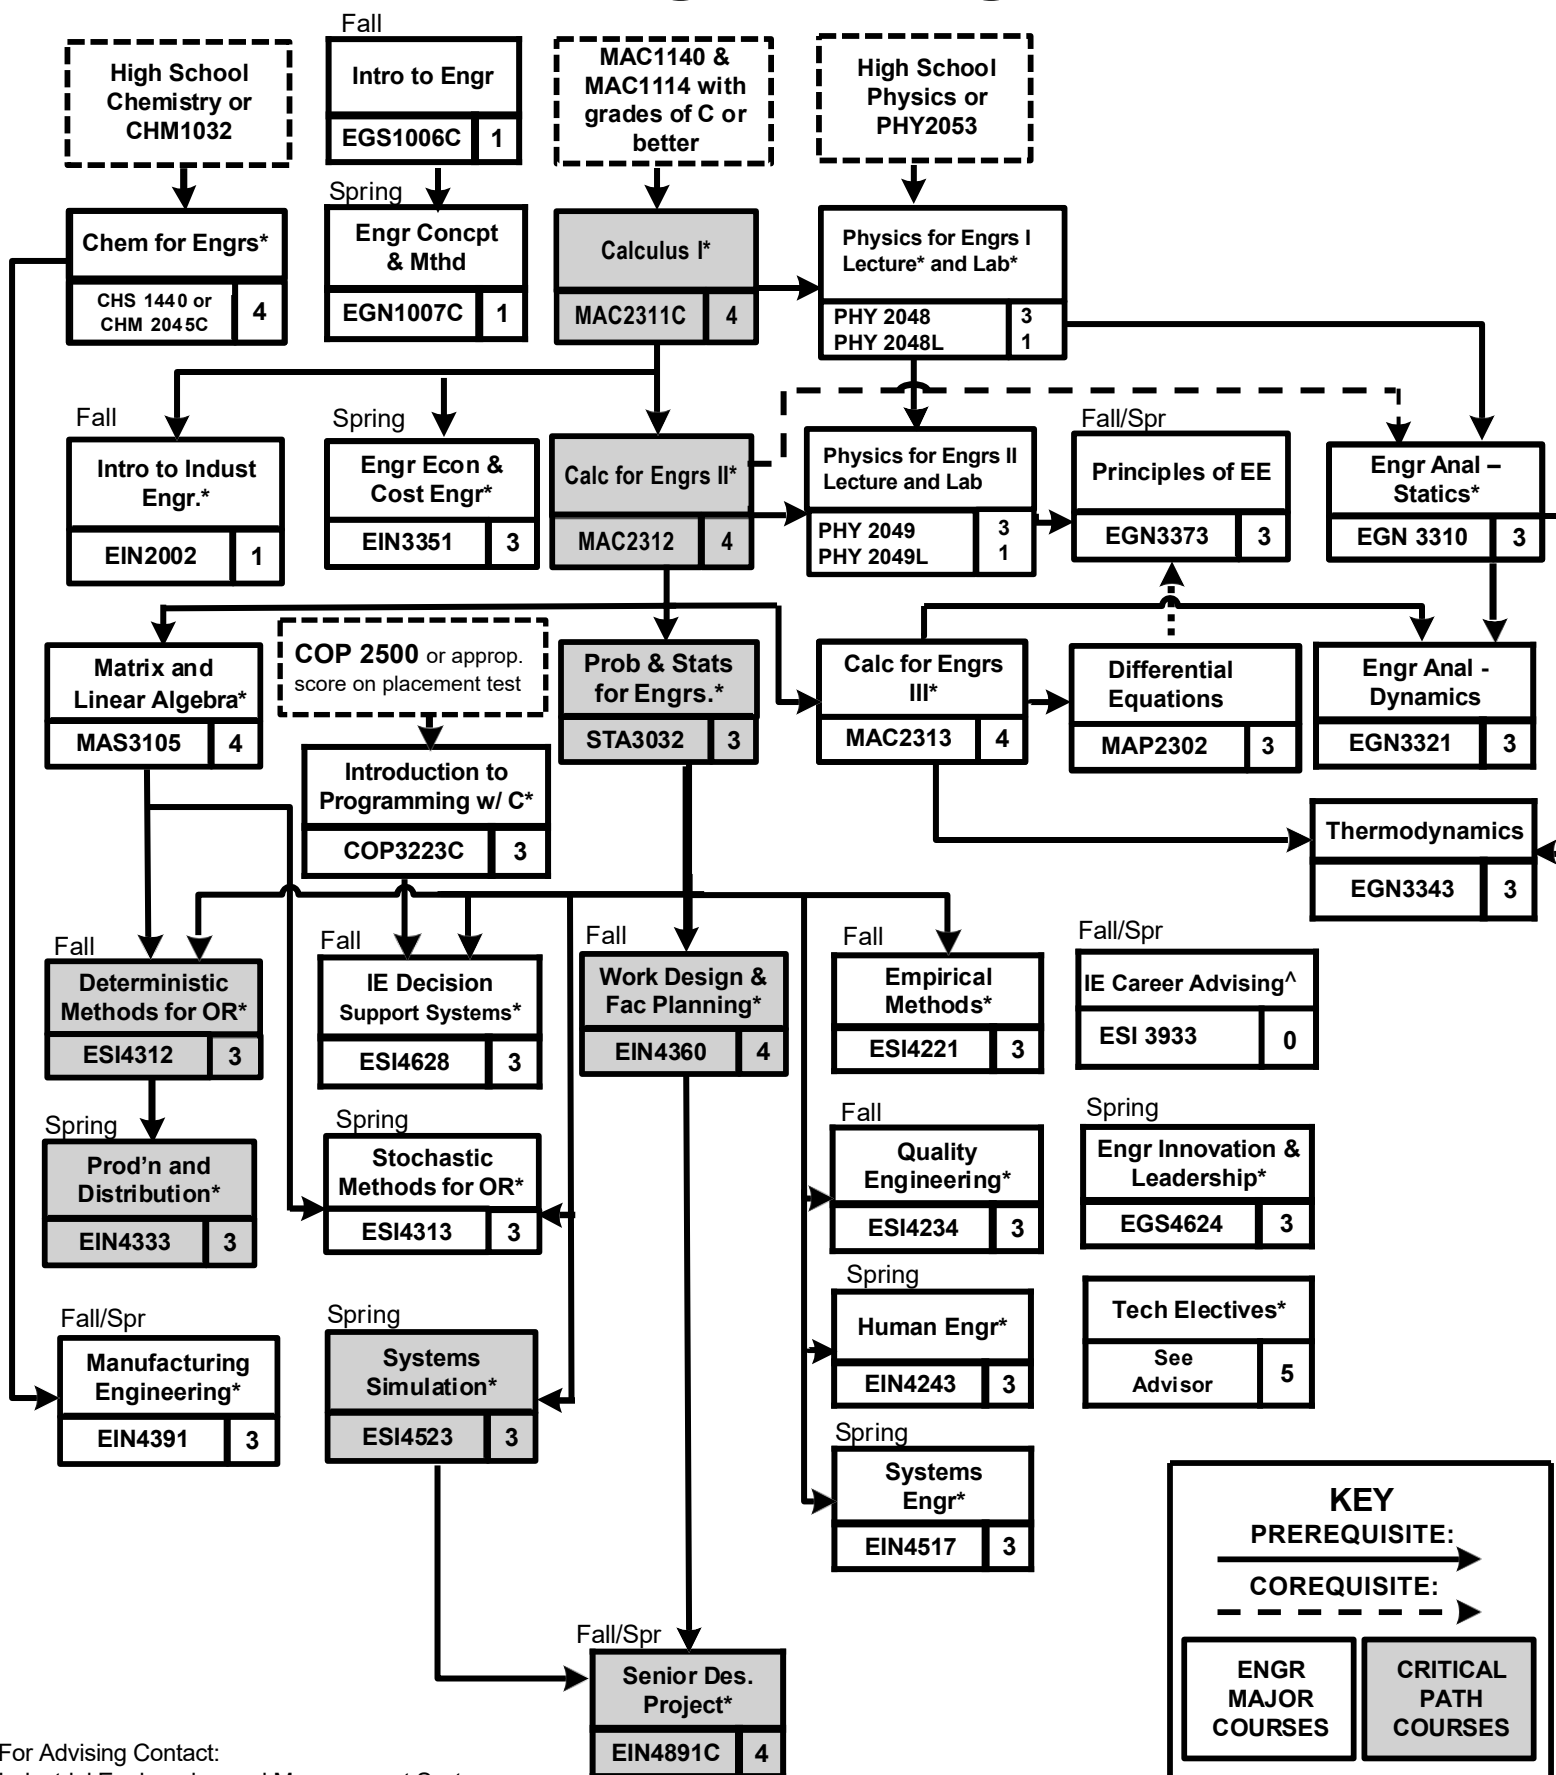 Fall
High School
Chemistry or
CHM1032
Intro to Engr
EGS1006C 1
MAC1140 &
MAC1114 with
grades of C or
better
High School
Physics or
PHY2053
Spring
Chem for Engrs*
CHS 1440 or
CHM 2045C
4
Engr Concpt
& Mthd
EGN1007C 1
Calculus I*
MAC2311C 4
Physics for Engrs I
Lecture* and Lab*
PHY 2048 3
PHY 2048L 1
Fall
Intro to Indust
Engr.*
EIN2002 1
Spring
Engr Econ &
Cost Engr*
EIN3351 3
Calc for Engrs II*
MAC2312 4
Physics for Engrs II
Lecture and Lab
PHY 2049 3
PHY 2049L 1
Fall/Spr
Principles of EE
EGN3373 3
Engr Anal –
Statics*
EGN 3310 3
Matrix and
Linear Algebra*
MAS3105 4
COP 2500 or approp.
score on placement test
Introduction to
Programming w/ C*
COP3223C 3
Prob & Stats
for Engrs.*
STA3032 3
Calc for Engrs
III*
MAC2313 4
Differential
Equations
MAP2302 3
Engr Anal -
Dynamics
EGN3321 3
Thermodynamics
EGN3343 3
Fall
Deterministic
Methods for OR*
ESI4312 3
Fall
IE Decision
Support Systems*
ESI4628 3
Fall
Work Design &
Fac Planning*
EIN4360 4
Fall
Empirical
Methods*
ESI4221 3
Fall/Spr
IE Career Advising^
ESI 3933 0
Spring
Prod’n and
Distribution*
EIN4333 3
Spring
Stochastic
Methods for OR*
ESI4313 3
Fall
Quality
Engineering*
ESI4234 3
Spring
Engr Innovation &
Leadership*
EGS4624 3
Fall/Spr
Manufacturing
Engineering*
EIN4391 3
Spring
Systems
Simulation*
ESI4523 3
Spring
Human Engr*
EIN4243 3
Tech Electives*
See
Advisor
5
Spring
Systems
Engr*
EIN4517 3
Fall/Spr
Senior Des.
Project*
EIN4891C 4
KEY
PREREQUISITE:
COREQUISITE:
ENGR
MAJOR
COURSES
CRITICAL
PATH
COURSES
For Advising Contact: